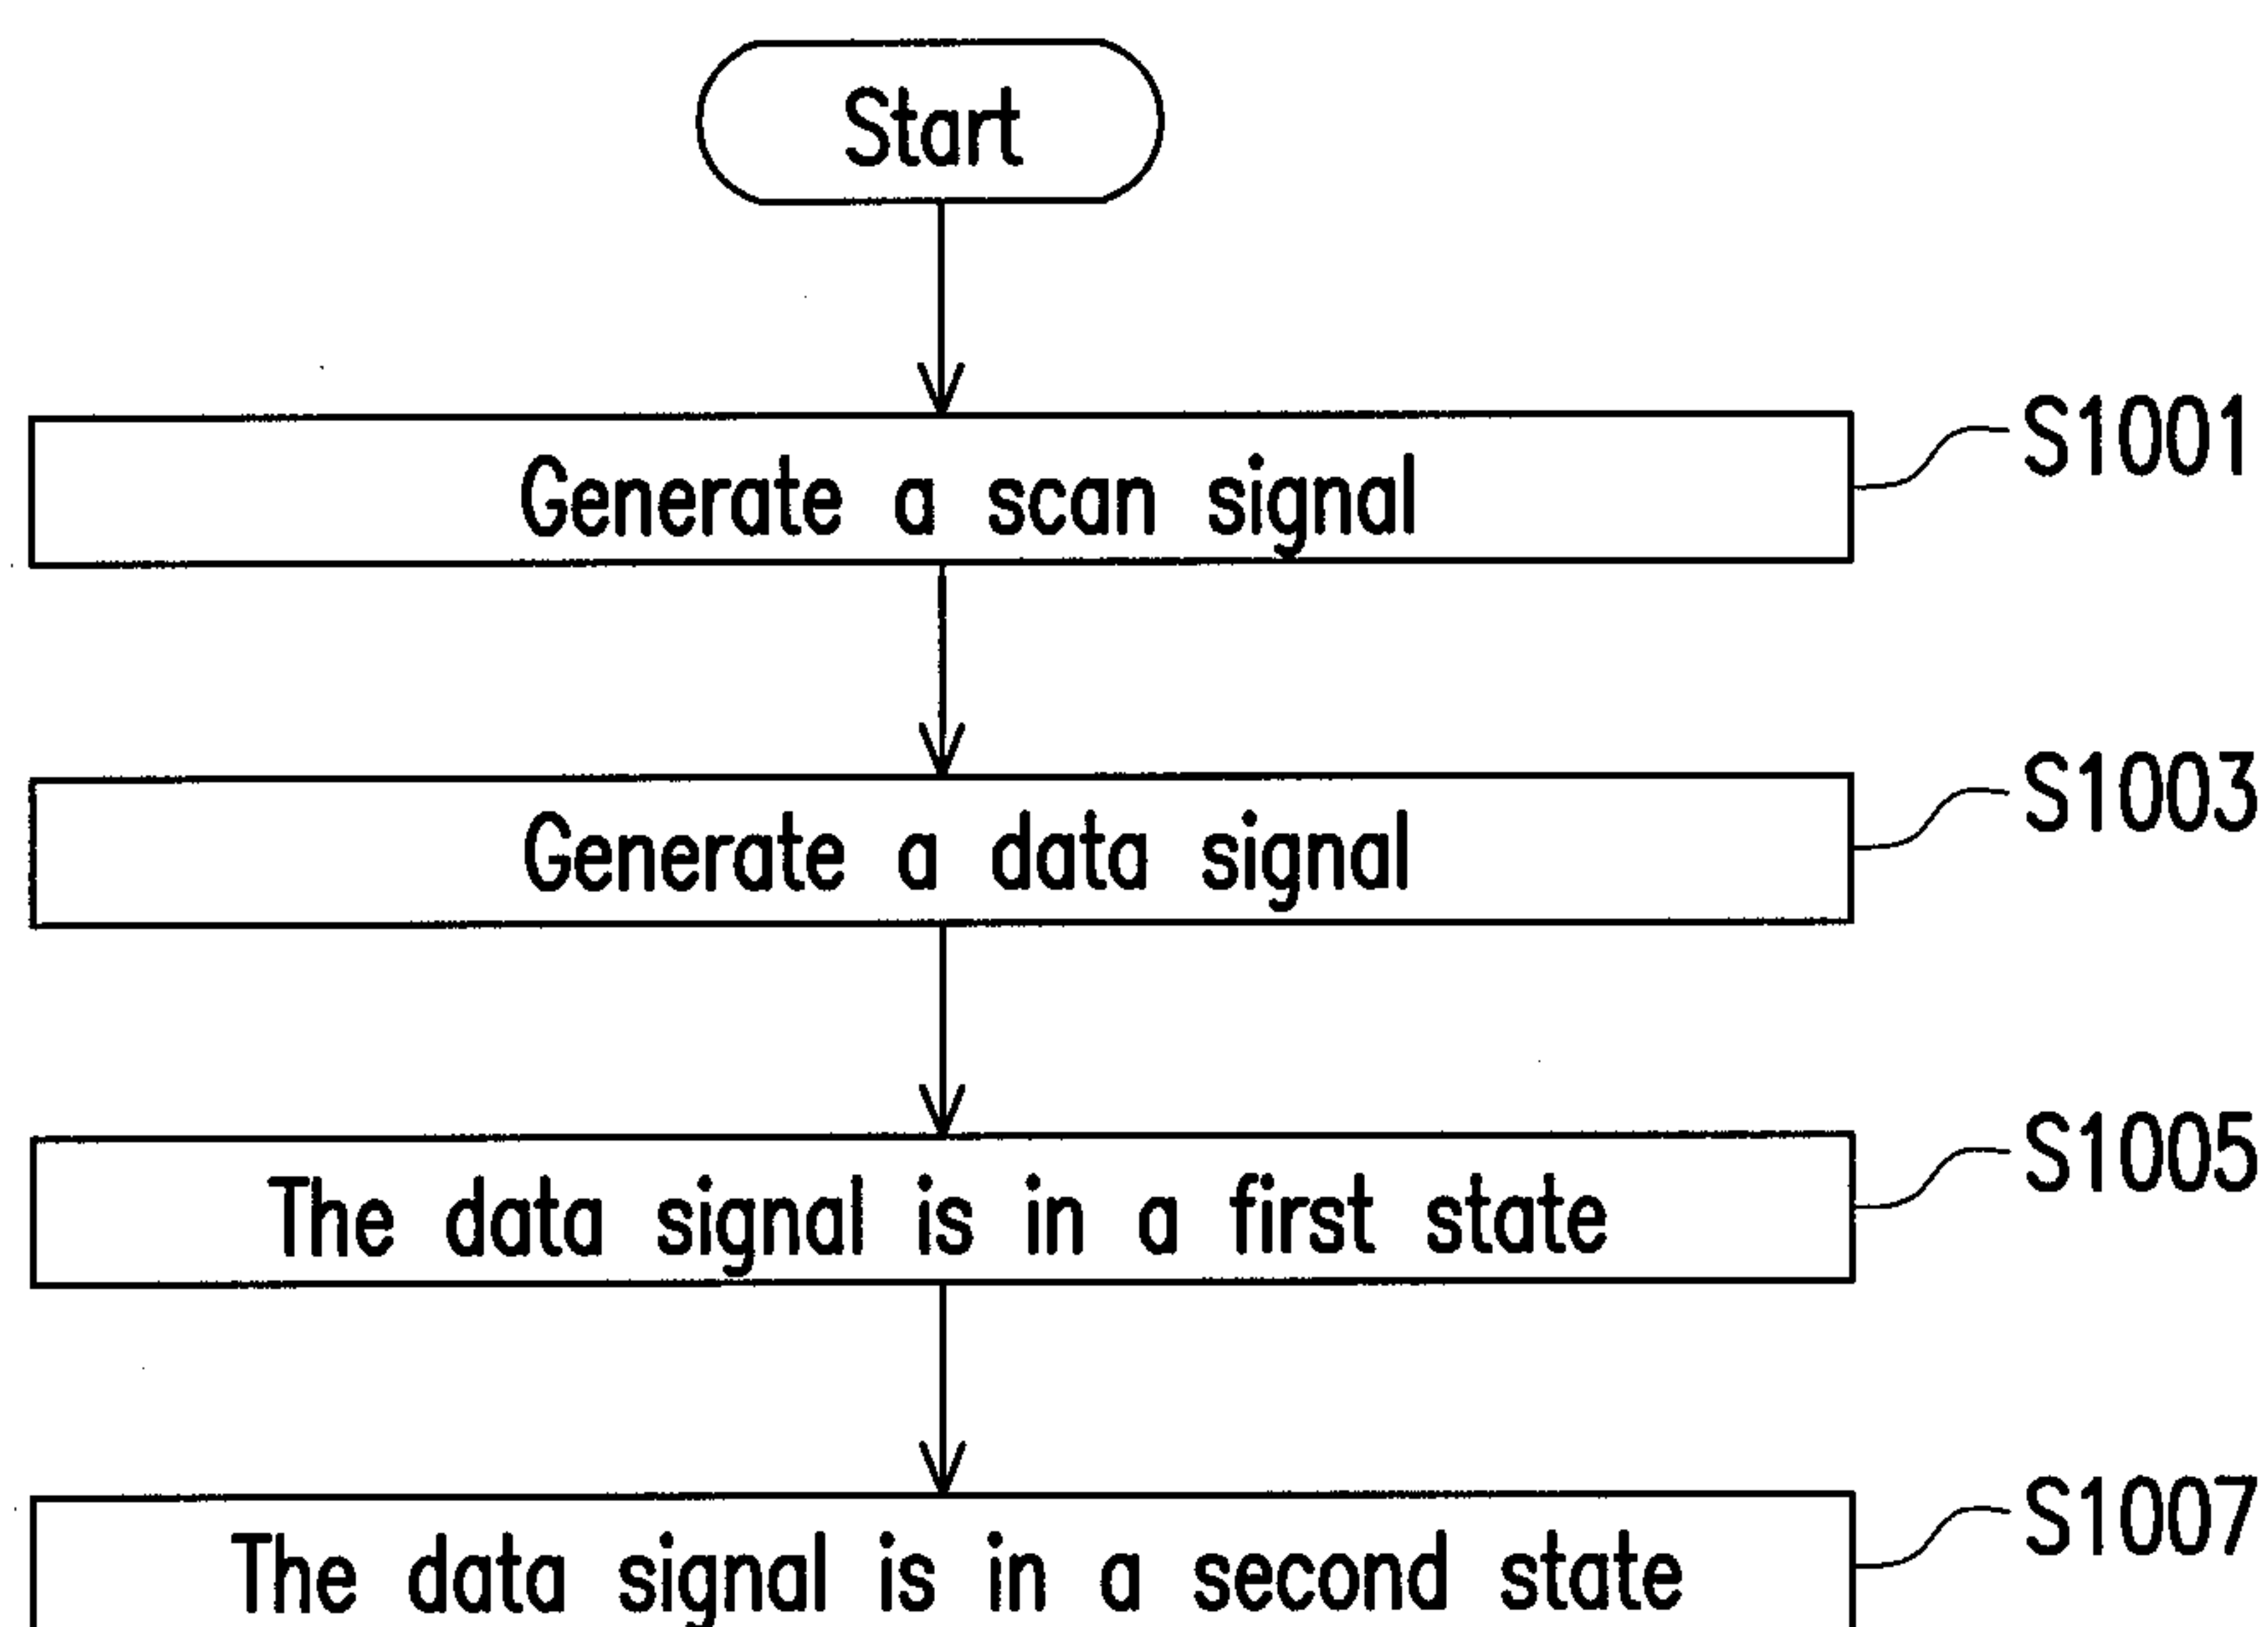 Start
Generate a scan signal
S1001
Generate a data signal
S1003
The data signal is in a first state
S1005
The data signal is in a second state
S1007